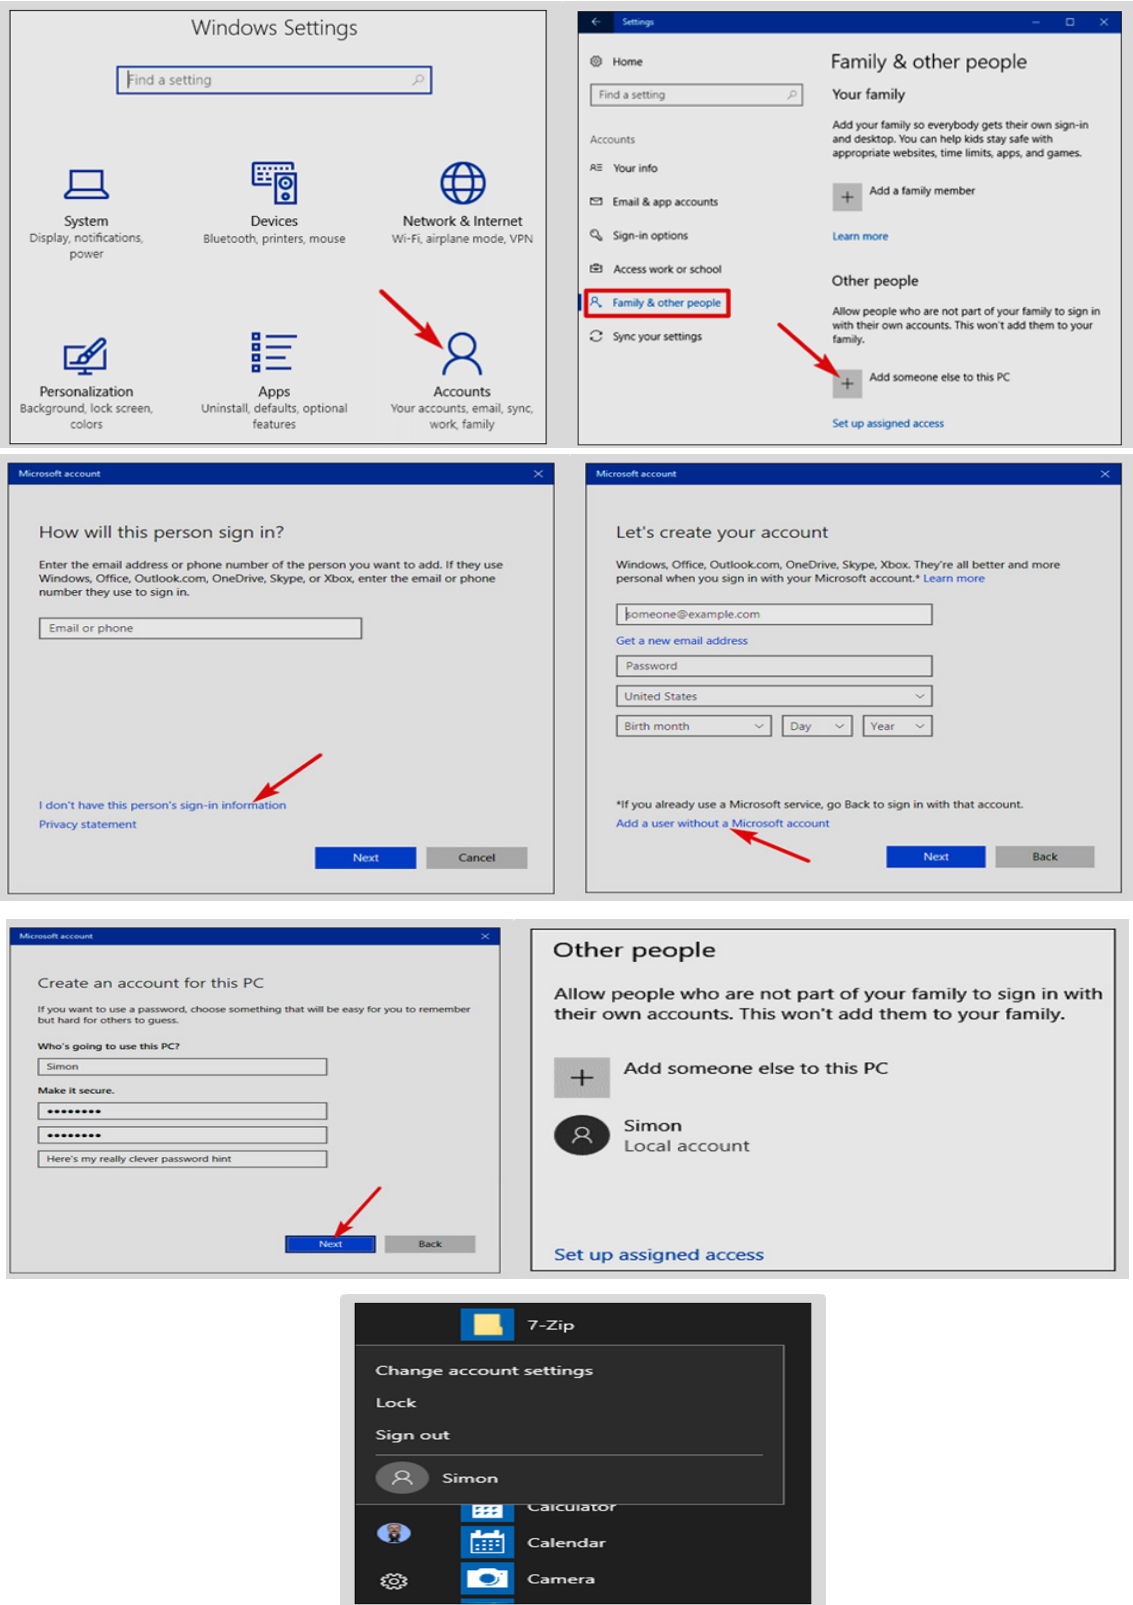 Windows Settings
Find a setting
System
Display, notifications,
power
Devices
Bluetooth, printers, mouse
Network & Internet
Wi-Fi, airplane mode, VPN
Personalization
Background, lock screen,
colors
Apps
Uninstall, defaults, optional
features
Accounts
Your accounts, email, sync,
work, family
Settings
Home
Find a setting
Accounts
Your info
Email & app accounts
Sign-in options
Access work or school
Family & other people
Sync your settings
Family & other people
Your family
Add your family so everybody gets their own sign-in
and desktop. You can help kids stay safe with
appropriate websites, time limits, apps, and games.
Add a family member
Learn more
Other people
Allow people who are not part of your family to sign in
with their own accounts. This won't add them to your
family.
Add someone else to this PC
Set up assigned access
Microsoft account
How will this person sign in?
Enter the email address or phone number of the person you want to add. If they use
Windows, Office, Outlook.com, OneDrive, Skype, or Xbox, enter the email or phone
number they use to sign in.
Email or phone
I don't have this person's sign-in information
Privacy statement
Next
Cancel
Microsoft account
Let's create your account
Windows, Office, Outlook.com, OneDrive, Skype, Xbox. They're all better and more
personal when you sign in with your Microsoft account.* Learn more
someone@example.com
Get a new email address
Password
United States
Birth month
Day
Year
*If you already use a Microsoft service, go Back to sign in with that account.
Add a user without a Microsoft account
Next
Back
Microsoft account
Create an account for this PC
If you want to use a password, choose something that will be easy for you to remember
but hard for others to guess.
Who's going to use this PC?
Simon
Make it secure.
Here's my really clever password hint
Next
Back
Other people
Allow people who are not part of your family to sign in with
their own accounts. This won't add them to your family.
Add someone else to this PC
Simon
Local account
Set up assigned access
7-Zip
Change account settings
Lock
Sign out
Simon
Calculator
Calendar
Camera